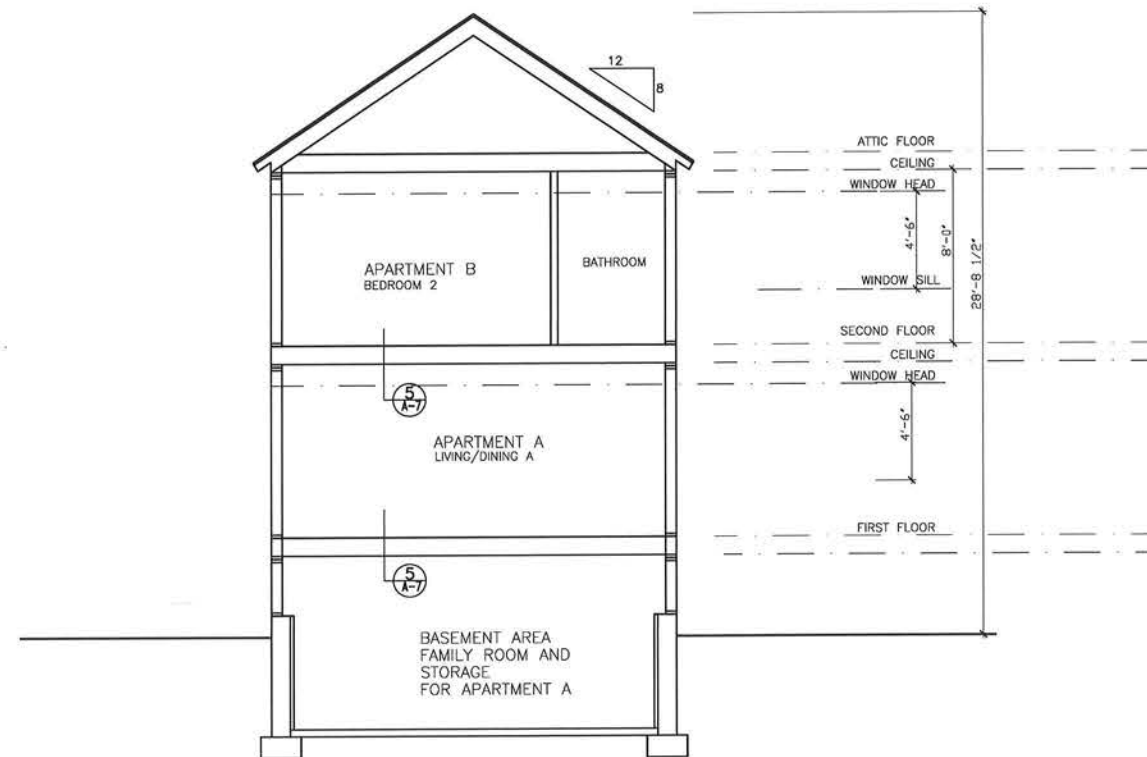 12
8
ATTIC FLOOR
CEILING
WINDOW HEAD
4'-6"
8'-0"
28'-8 1/2"
APARTMENT B
BEDROOM 2
BATHROOM
WINDOW SILL
SECOND FLOOR
CEILING
WINDOW HEAD
5
A-7
4'-6"
APARTMENT A
LIVING/DINING A
FIRST FLOOR
5
A-7
BASEMENT AREA
FAMILY ROOM AND
STORAGE
FOR APARTMENT A